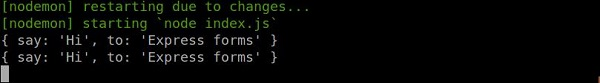 [nodemon] restarting due to changes...
[nodemon] starting `node index.js`
{ say: 'Hi', to: 'Express forms' }
{ say: 'Hi', to: 'Express forms' }